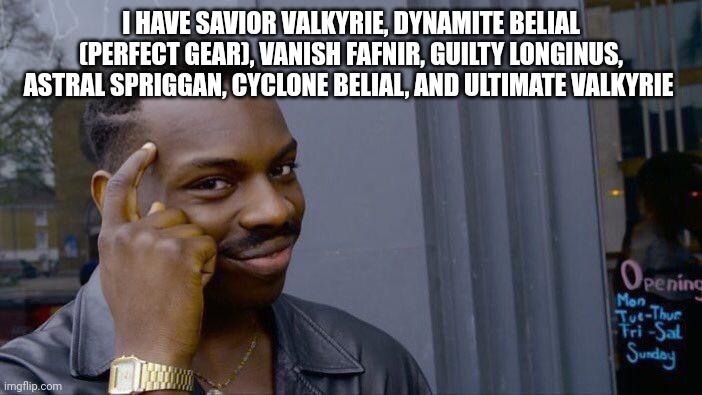 I HAVE SAVIOR VALKYRIE, DYNAMITE BELIAL
(PERFECT GEAR), VANISH FAFNIR, GUILTY LONGINUS,
ASTRAL SPRIGGAN, CYCLONE BELIAL, AND ULTIMATE VALKYRIE
Opening
Mon
Tue-Thur
Fri-Sat
Sunday
imgflip.com